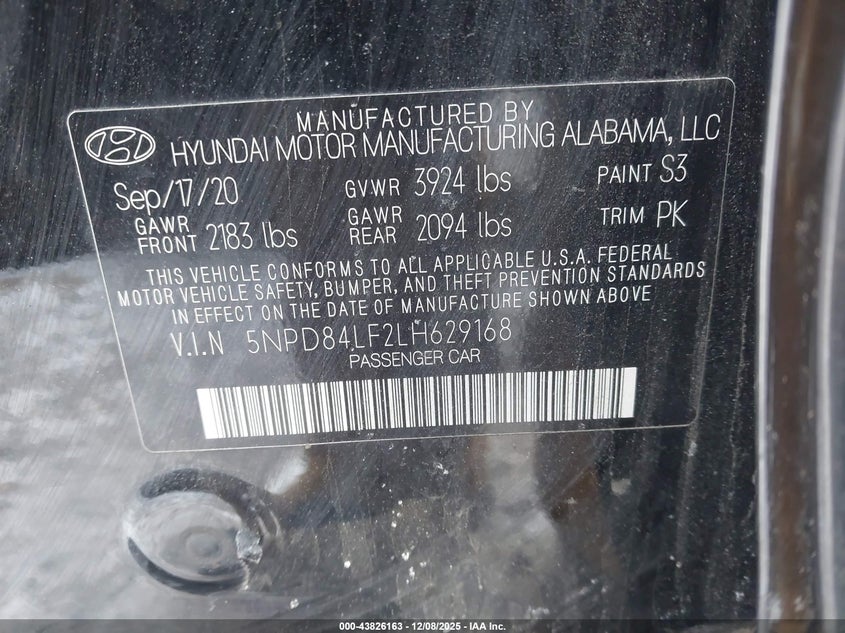 MANUFACTURED BY
HYUNDAI MOTOR MANUFACTURING ALABAMA, LLC
Sep/17/20 GVWR 3924 lbs PAINT S3
GAWR FRONT 2183 lbs GAWR REAR 2094 lbs TRIM PK
THIS VEHICLE CONFORMS TO ALL APPLICABLE U.S.A. FEDERAL
MOTOR VEHICLE SAFETY, BUMPER, AND THEFT PREVENTION STANDARDS
IN EFFECT ON THE DATE OF MANUFACTURE SHOWN ABOVE
V.I.N 5NPD84LF2LH629168
PASSENGER CAR
000-43826163 - 12/08/2025 - IAA Inc.